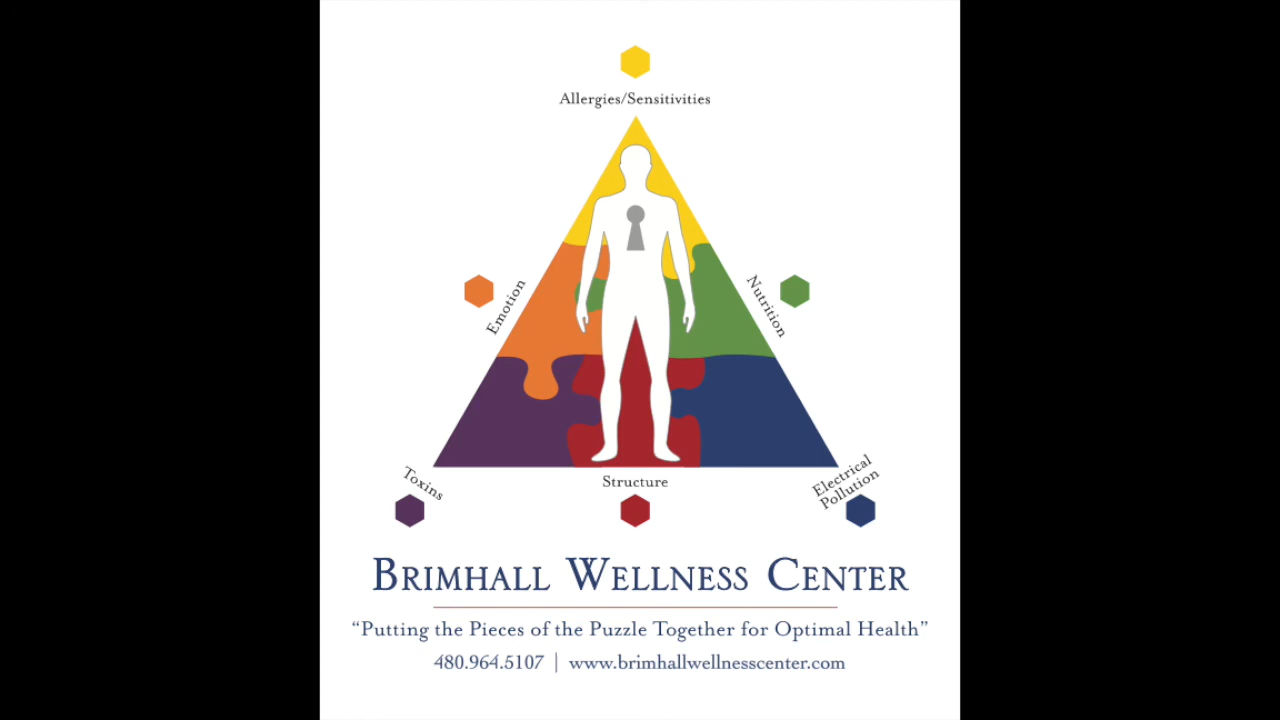 Allergies/Sensitivities
Emotion
Nutrition
Toxins
Structure
Electrical
Pollution
Brimhall Wellness Center
“Putting the Pieces of the Puzzle Together for Optimal Health”
480.964.5107 | www.brimhallwellnesscenter.com